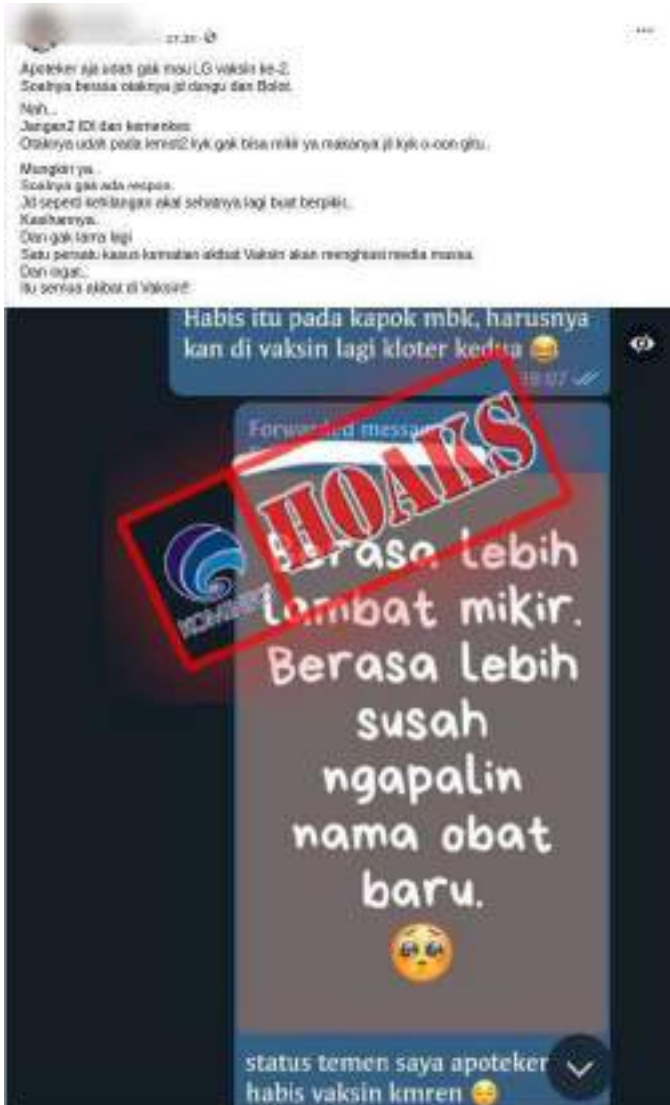 Apoteker aja udah gak mau LG vaksin ke-2.
Soalnya berasa otaknya jd dungu dan Bolot.
Nah...
Jangan2 IDI dan kemenkes
Otaknya udah pada lemot2 kyk gak bisa mikir ya makanya jd kyk o-oon gitu..
Mungkin ya..
Soalnya gak ada respon.
Jd seperti kehilangan akal sehatnya lagi buat berpikir..
Kasihannya.
Dan gak lama lagi
Satu persatu kasus kematian akibat Vaksin akan menghiasi media massa.
Dan ingat..
Itu semua akibat di Vaksin!!
Habis itu pada kapok mbk, harusnya
kan di vaksin lagi kloter kedua 😂
Forwarded message
HOAKS
KOMINFO
Berasa lebih
lambat mikir.
Berasa lebih
susah
ngapalin
nama obat
baru.
🥺
status temen saya apoteker
habis vaksin kmren 😔